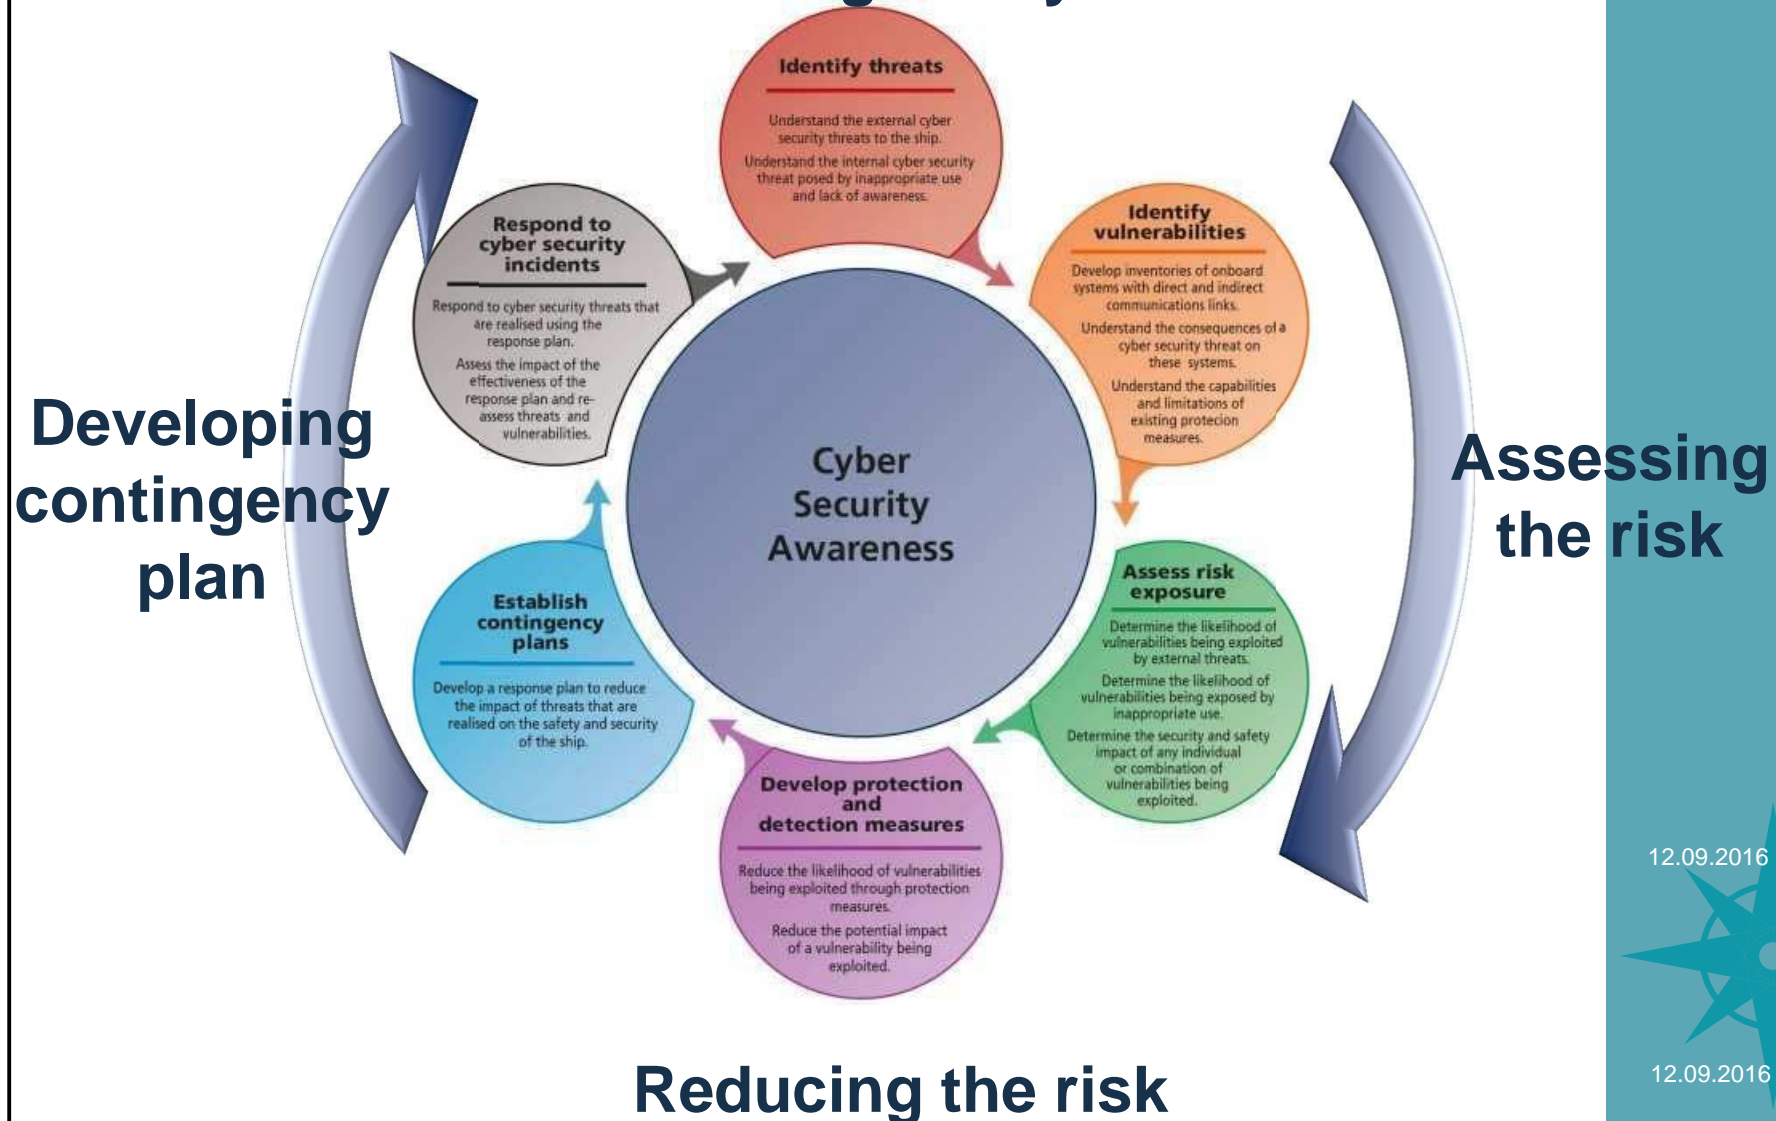 Identify threats
Understand the external cyber
security threats to the ship.
Understand the internal cyber security
threat posed by inappropriate use
and lack of awareness.
Identify
vulnerabilities
Develop inventories of onboard
systems with direct and indirect
communications links.
Understand the consequences of a
cyber security threat on
these systems.
Understand the capabilities
and limitations of
existing protecion
measures.
Assess risk
exposure
Determine the likelihood of
vulnerabilities being exploited
by external threats.
Determine the likelihood of
vulnerabilities being exposed by
inappropriate use.
Determine the security and safety
impact of any individual
or combination of
vulnerabilities being
exploited.
Develop protection
and
detection measures
Reduce the likelihood of vulnerabilities
being exploited through protection
measures.
Reduce the potential impact
of a vulnerability being
exploited.
Establish
contingency
plans
Develop a response plan to reduce
the impact of threats that are
realised on the safety and security
of the ship.
Respond to
cyber security
incidents
Respond to cyber security threats that
are realised using the
response plan.
Assess the impact of the
effectiveness of the
response plan and re-
assess threats and
vulnerabilities.
Cyber
Security
Awareness
Developing
contingency
plan
Assessing
the risk
Reducing the risk
12.09.2016
12.09.2016